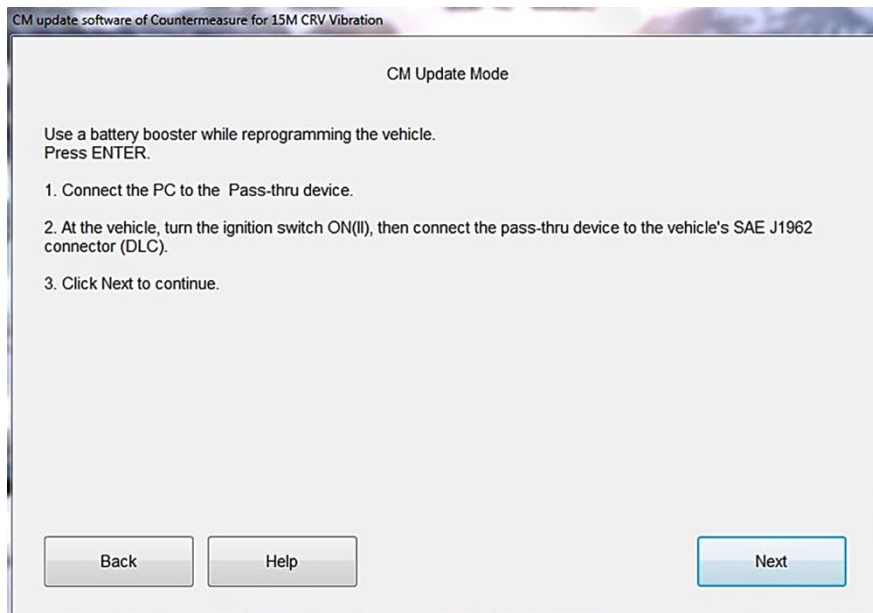 CM update software of Countermeasure for 15M CRV Vibration
CM Update Mode
Use a battery booster while reprogramming the vehicle.
Press ENTER.
1. Connect the PC to the Pass-thru device.
2. At the vehicle, turn the ignition switch ON(II), then connect the pass-thru device to the vehicle's SAE J1962
connector (DLC).
3. Click Next to continue.
Back Help Next